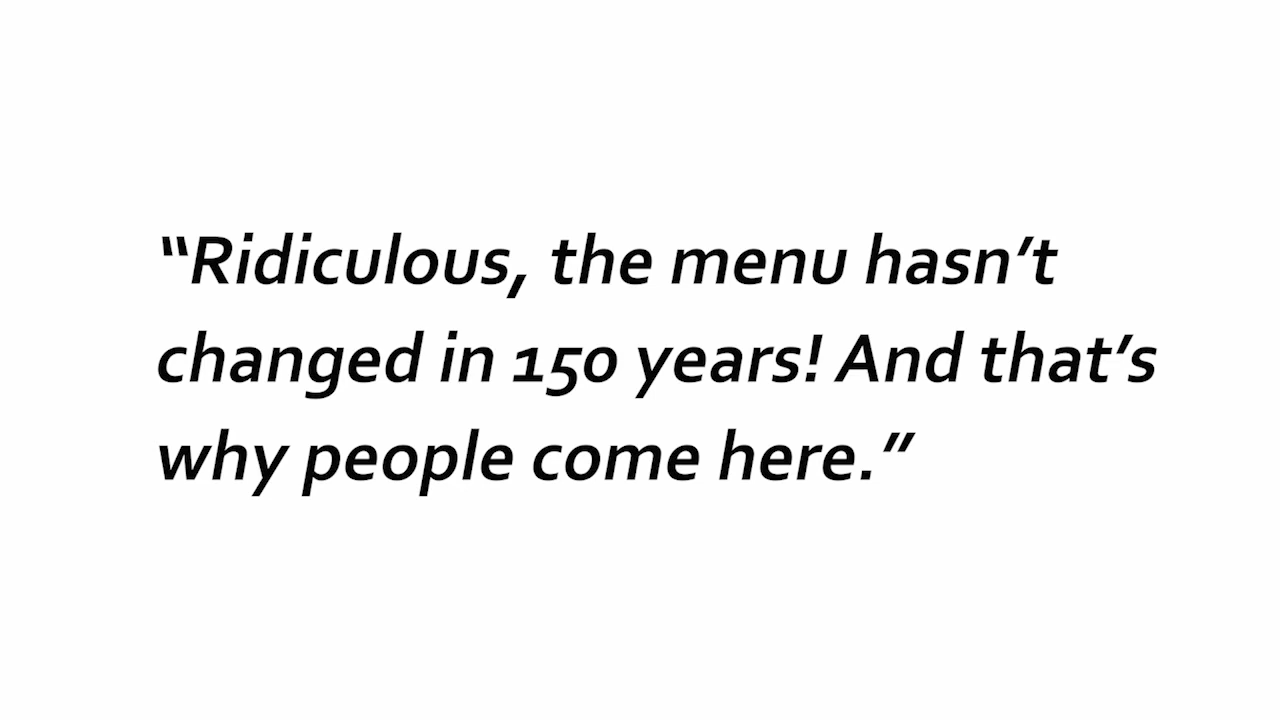 “Ridiculous, the menu hasn’t
changed in 150 years! And that’s
why people come here.”